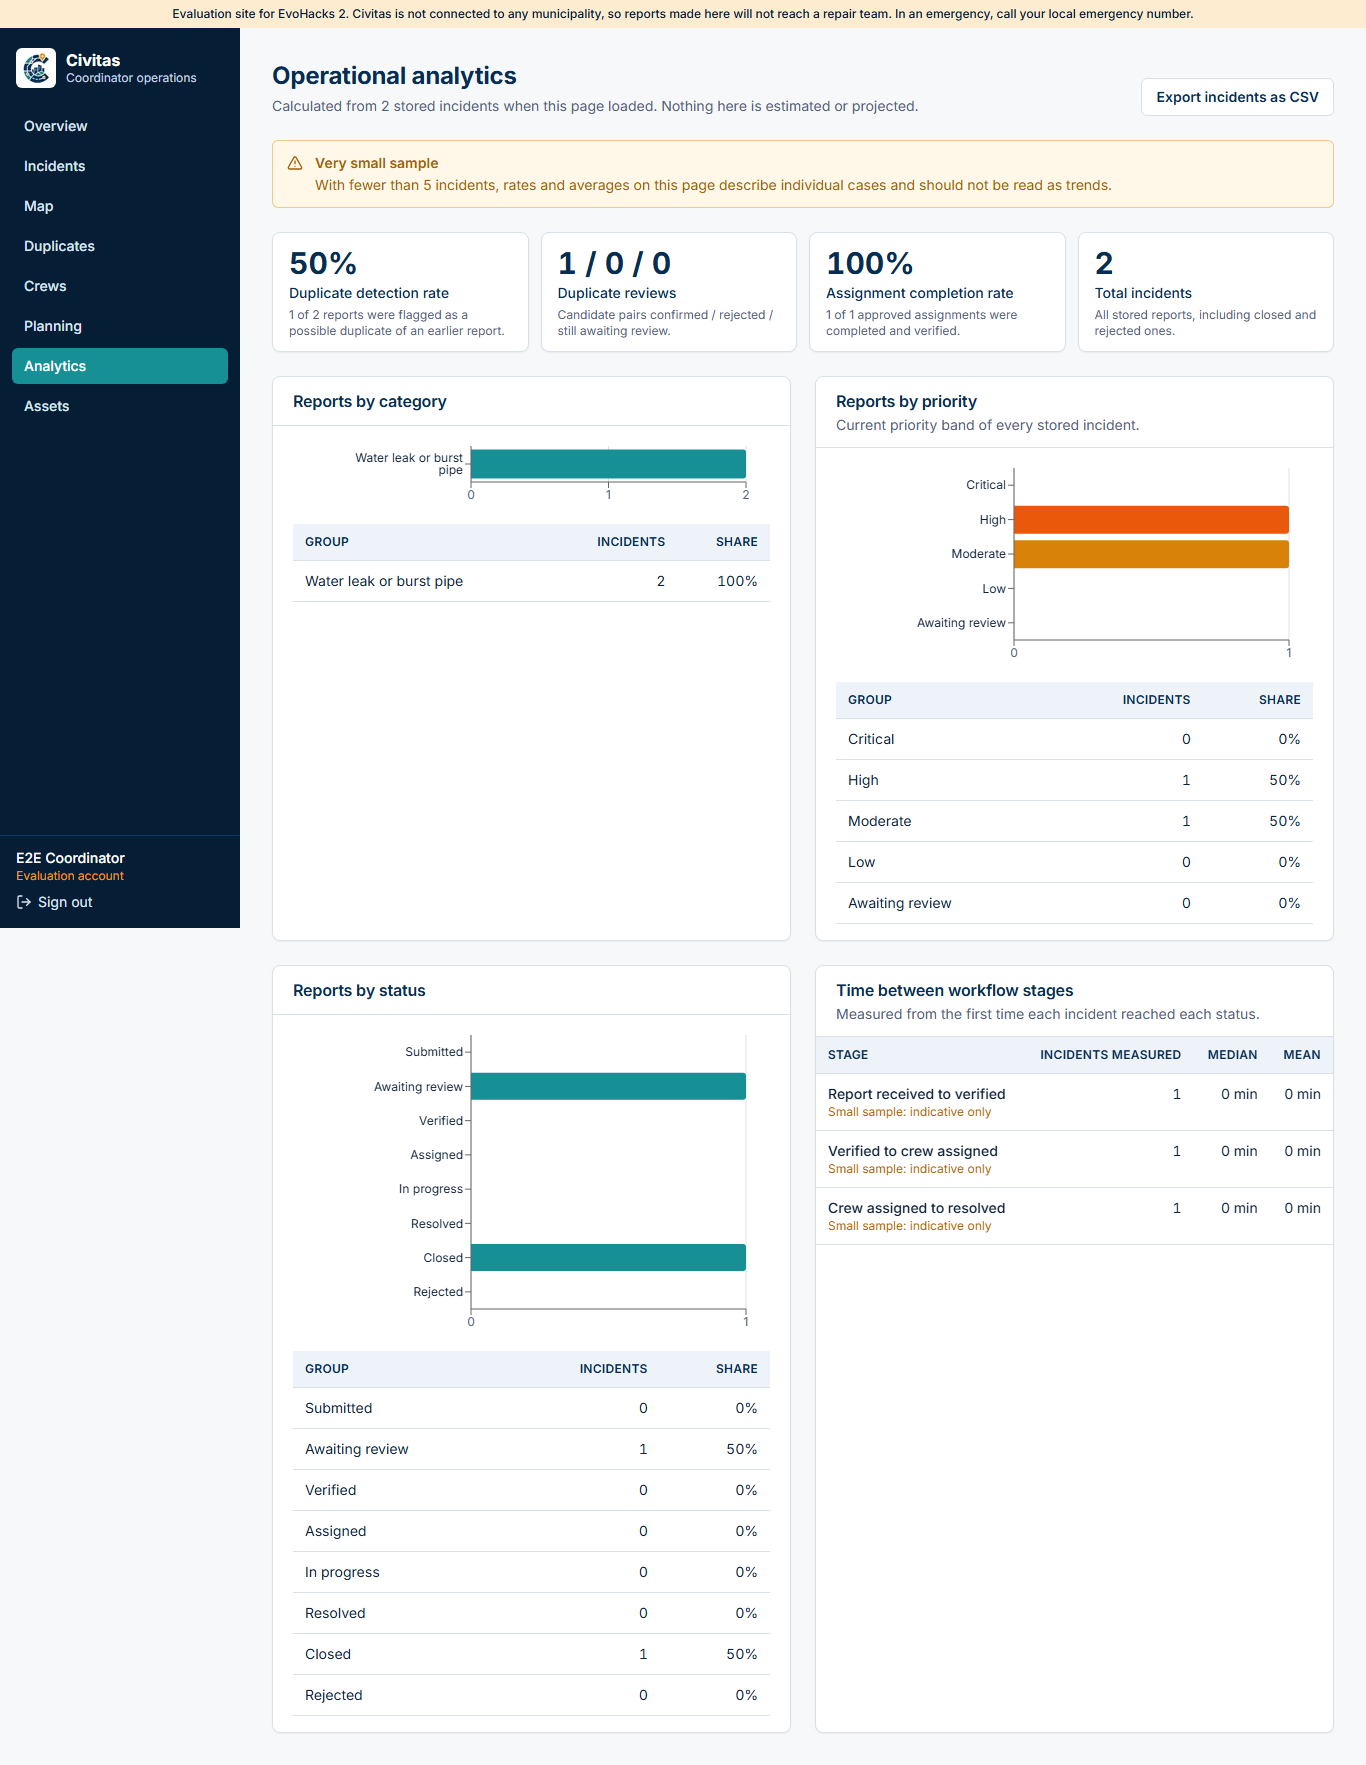 Evaluation site for EvoHacks 2. Civitas is not connected to any municipality, so reports made here will not reach a repair team. In an emergency, call your local emergency number.
Civitas
Coordinator operations
Overview
Incidents
Map
Duplicates
Crews
Planning
Analytics
Assets
E2E Coordinator
Evaluation account
Sign out
Operational analytics
Calculated from 2 stored incidents when this page loaded. Nothing here is estimated or projected.
Export incidents as CSV
Very small sample
With fewer than 5 incidents, rates and averages on this page describe individual cases and should not be read as trends.
50%
Duplicate detection rate
1 of 2 reports were flagged as a
possible duplicate of an earlier report.
1 / 0 / 0
Duplicate reviews
Candidate pairs confirmed / rejected /
still awaiting review.
100%
Assignment completion rate
1 of 1 approved assignments were
completed and verified.
2
Total incidents
All stored reports, including closed and
rejected ones.
Reports by category
Water leak or burst
pipe
0 1 2
GROUP INCIDENTS SHARE
Water leak or burst pipe 2 100%
Reports by priority
Current priority band of every stored incident.
Critical
High
Moderate
Low
Awaiting review
0 1
GROUP INCIDENTS SHARE
Critical 0 0%
High 1 50%
Moderate 1 50%
Low 0 0%
Awaiting review 0 0%
Reports by status
Submitted
Awaiting review
Verified
Assigned
In progress
Resolved
Closed
Rejected
0 1
GROUP INCIDENTS SHARE
Submitted 0 0%
Awaiting review 1 50%
Verified 0 0%
Assigned 0 0%
In progress 0 0%
Resolved 0 0%
Closed 1 50%
Rejected 0 0%
Time between workflow stages
Measured from the first time each incident reached each status.
STAGE INCIDENTS MEASURED MEDIAN MEAN
Report received to verified 1 0 min 0 min
Small sample: indicative only
Verified to crew assigned 1 0 min 0 min
Small sample: indicative only
Crew assigned to resolved 1 0 min 0 min
Small sample: indicative only